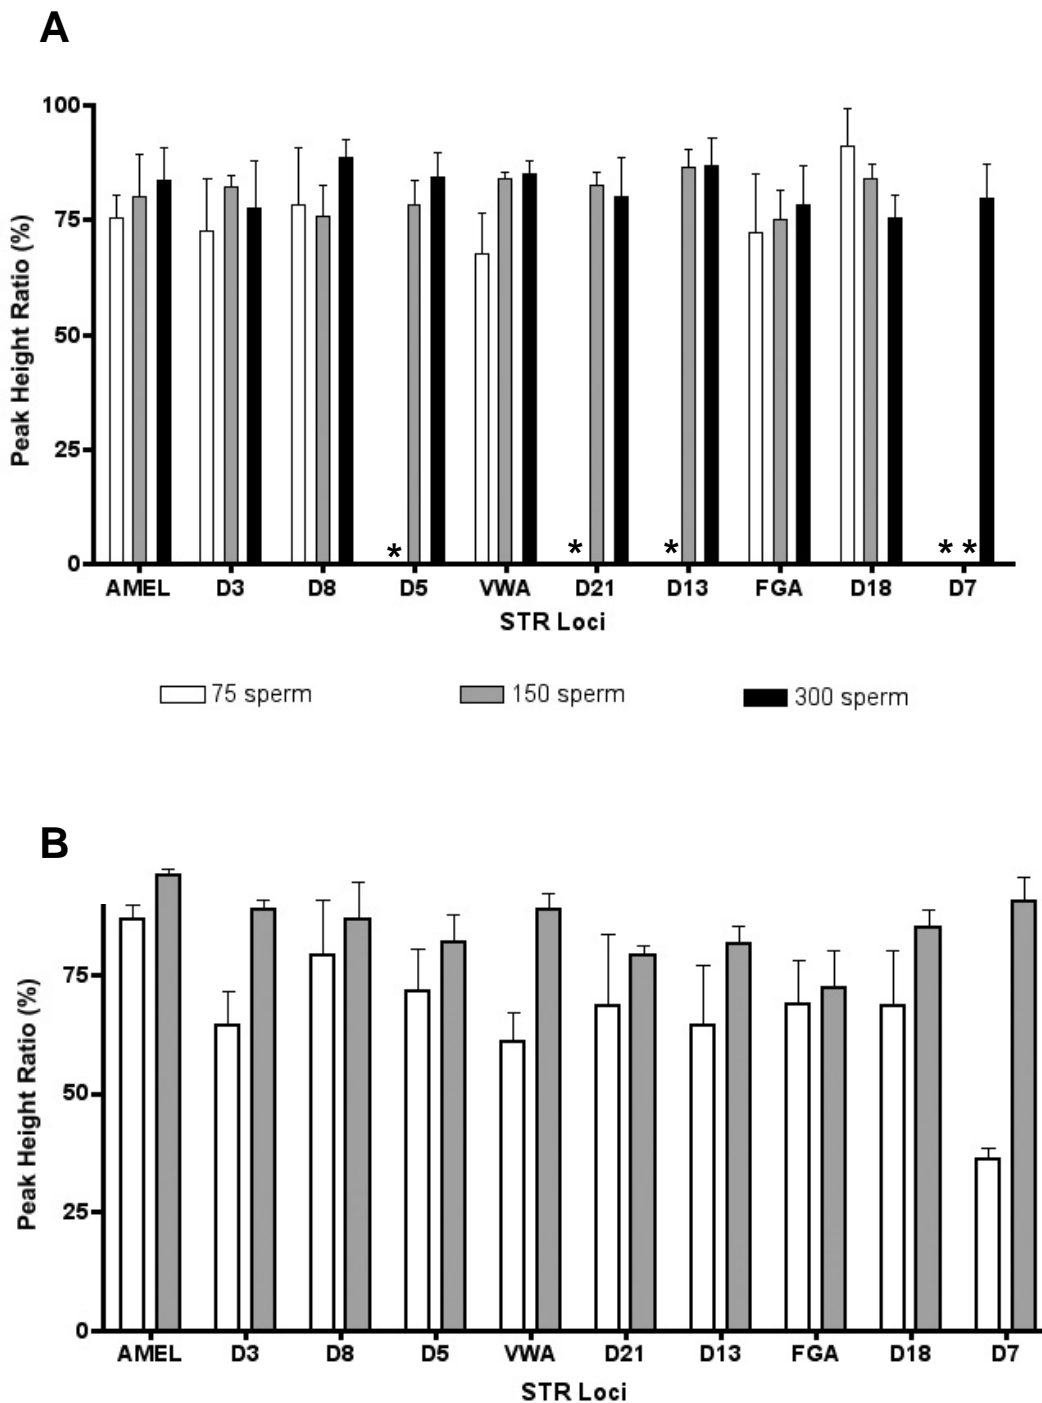 A
100
75
50
25
0
Peak Height Ratio (%)
* * * * *
AMEL D3 D8 D5 VWA D21 D13 FGA D18 D7
STR Loci
75 sperm 150 sperm 300 sperm
B
75
50
25
0
Peak Height Ratio (%)
AMEL D3 D8 D5 VWA D21 D13 FGA D18 D7
STR Loci